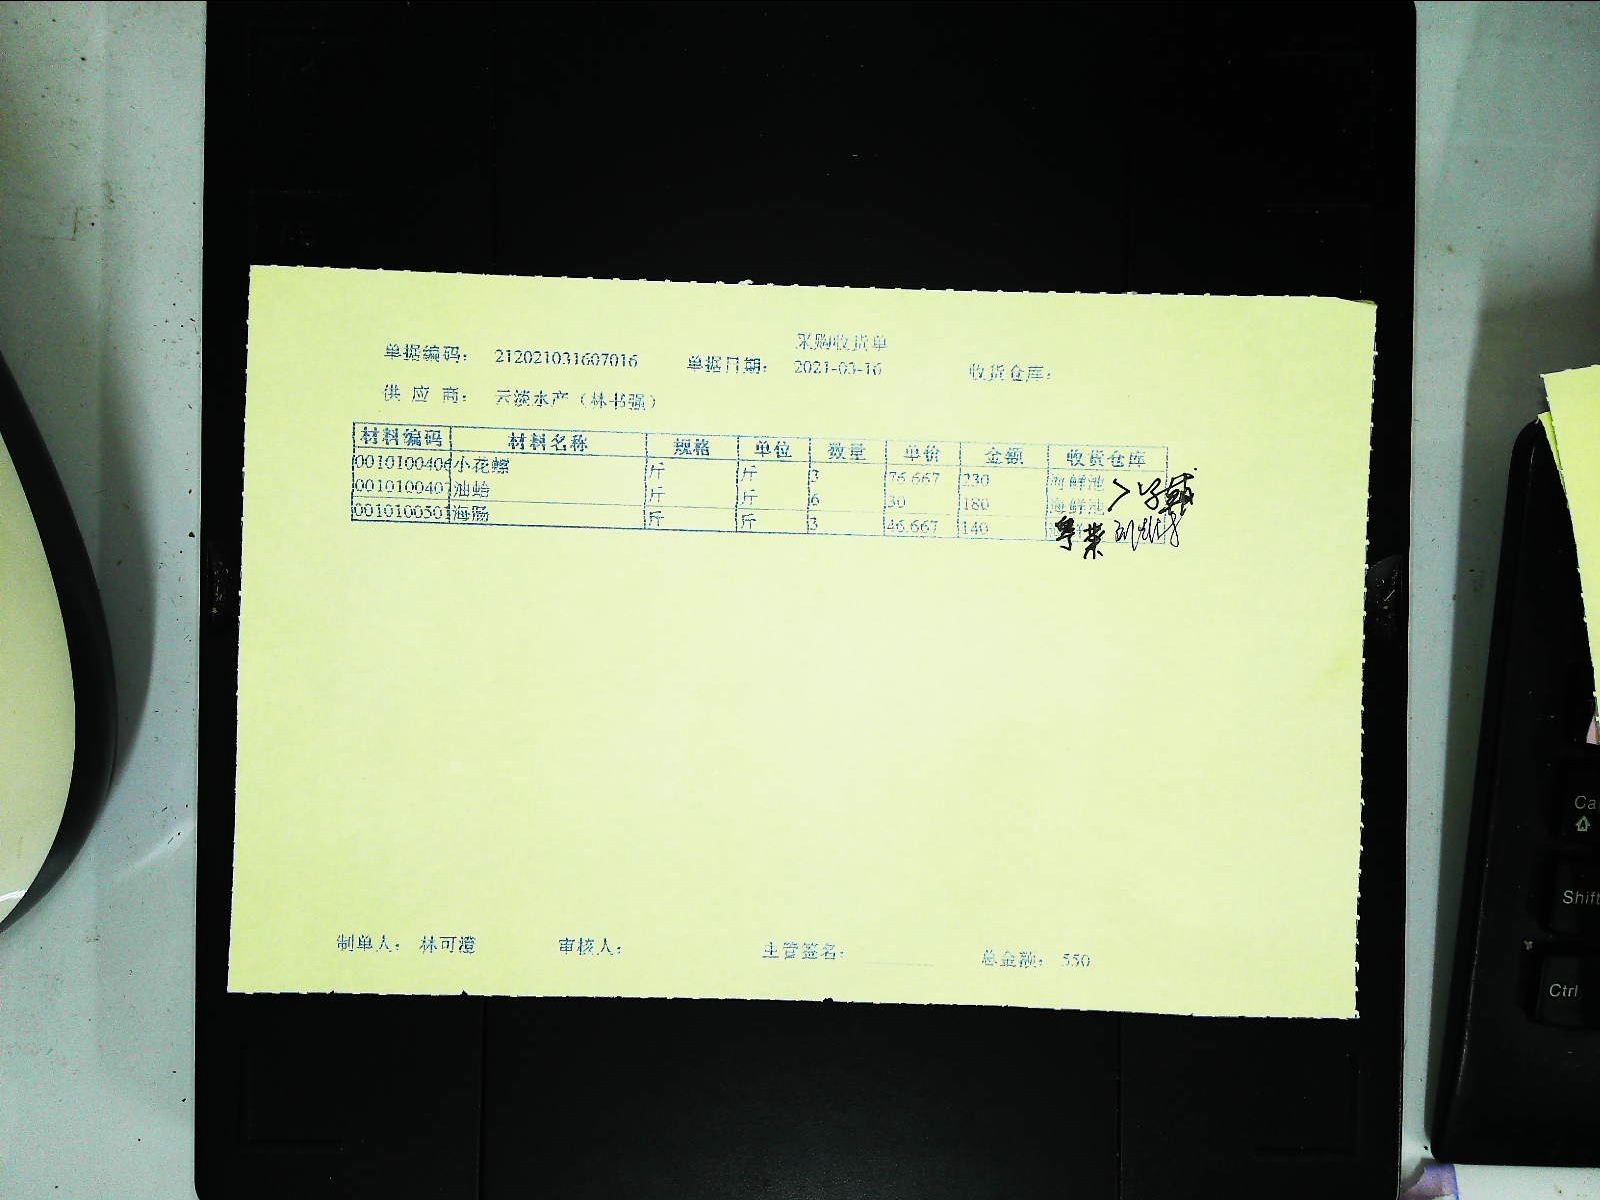 采购收货单
单据编码： 212021031607016 单据日期： 2021-03-16 收货仓库：
供 应 商： 云淡水产（林书强）
材料编码 材料名称 规格 单位 数量 单价 金额 收货仓库
0010100406 小花螺 斤 斤 3 76.667 230 海鲜池
0010100407 油蛤 斤 斤 6 30 180 海鲜池
0010100501 海肠 斤 斤 3 46.667 140
粤菜
制单人： 林可澄 审核人： 主管签名： 总金额： 550
Ca
Shift
Ctrl